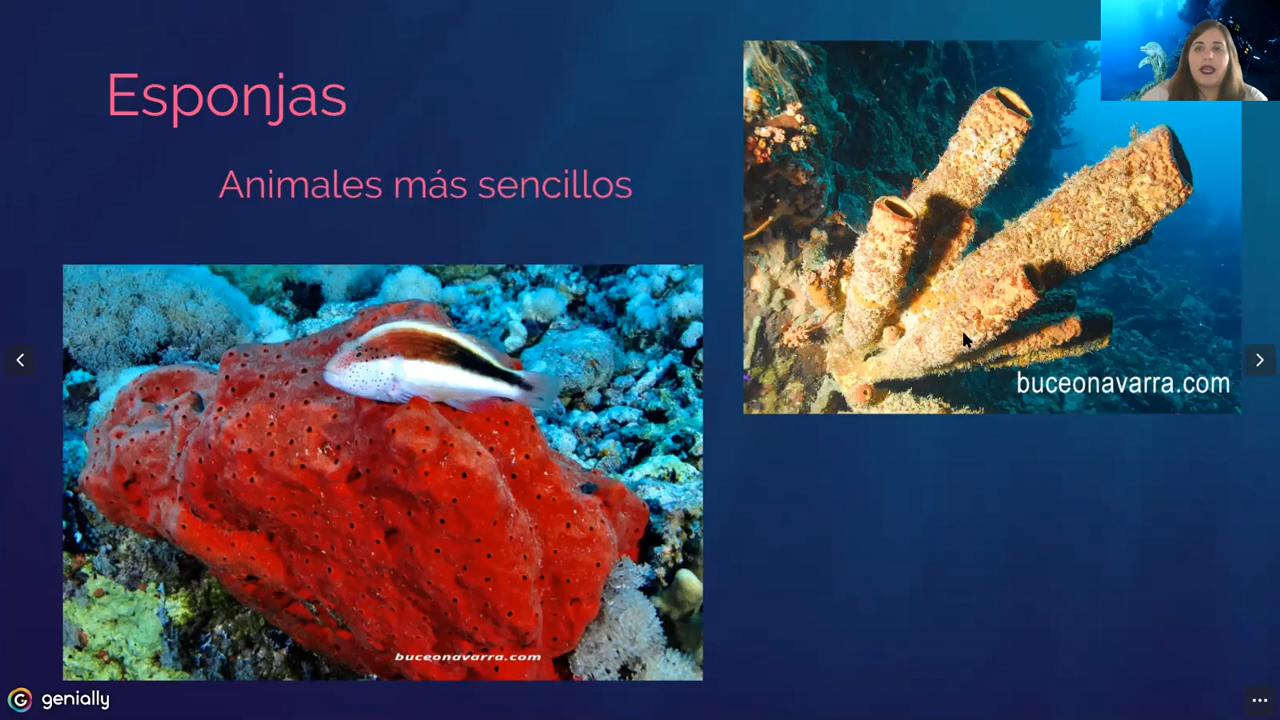 Esponjas
Animales más sencillos
buceonavarra.com
buceonavarra.com
genially